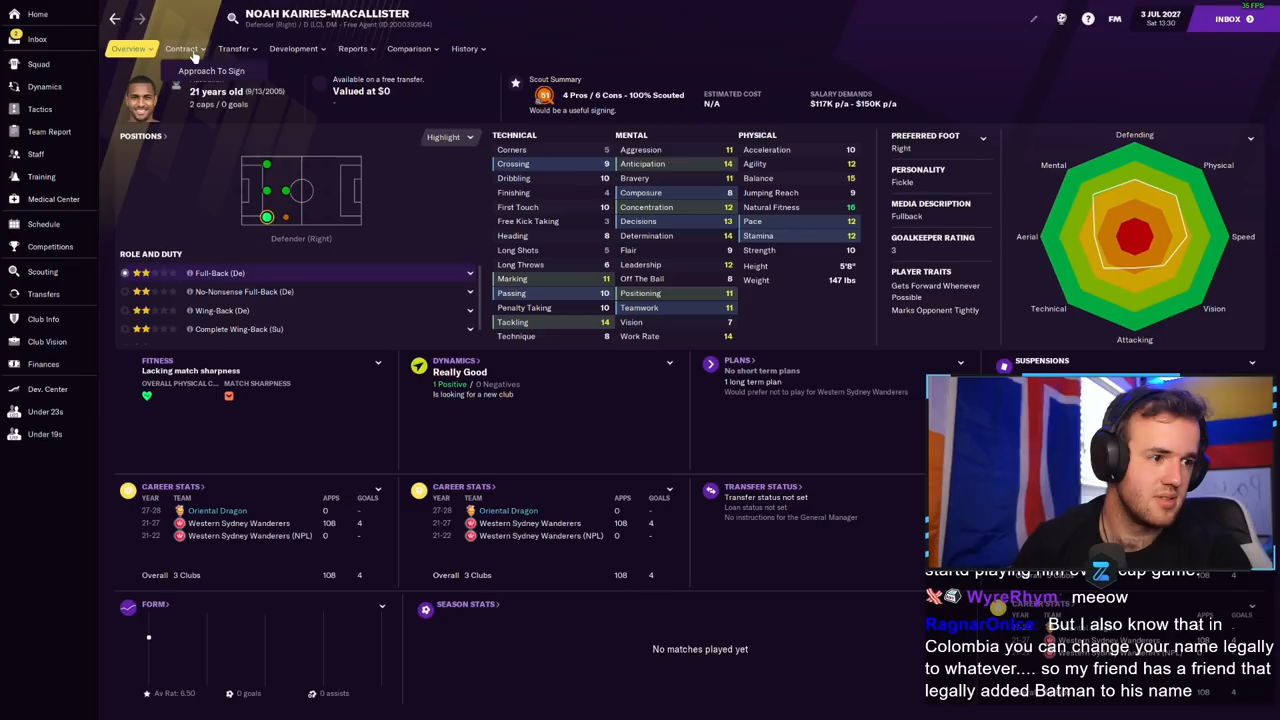 36 FPS
NOAH KAIRIES-MACALLISTER
Defender (Right) / D (LC), DM - Free Agent (ID 2000392644)
3 JUL 2027
Sat 13:30
FM
INBOX
Home
2
Inbox
Squad
Dynamics
Tactics
Team Report
Staff
Training
Medical Center
Schedule
Competitions
Scouting
Transfers
Club Info
Club Vision
Finances
Dev. Center
Under 23s
Under 19s
Overview
Contract
Transfer
Development
Reports
Comparison
History
Approach To Sign
21 years old (9/13/2005)
2 caps / 0 goals
Available on a free transfer.
Valued at $0
-
Scout Summary
51
4 Pros / 6 Cons - 100% Scouted
Would be a useful signing.
ESTIMATED COST
N/A
SALARY DEMANDS
$117K p/a - $150K p/a
POSITIONS
Highlight
Defender (Right)
ROLE AND DUTY
Full-Back (De)
No-Nonsense Full-Back (De)
Wing-Back (De)
Complete Wing-Back (Su)
TECHNICAL
Corners 5
Crossing 9
Dribbling 10
Finishing 4
First Touch 10
Free Kick Taking 3
Heading 8
Long Shots 5
Long Throws 6
Marking 11
Passing 10
Penalty Taking 10
Tackling 14
Technique 8
MENTAL
Aggression 11
Anticipation 14
Bravery 11
Composure 8
Concentration 12
Decisions 13
Determination 14
Flair 9
Leadership 12
Off The Ball 8
Positioning 11
Teamwork 11
Vision 7
Work Rate 14
PHYSICAL
Acceleration 10
Agility 12
Balance 15
Jumping Reach 9
Natural Fitness 16
Pace 12
Stamina 12
Strength 10
Height 5'8"
Weight 147 lbs
PREFERRED FOOT
Right
PERSONALITY
Fickle
MEDIA DESCRIPTION
Fullback
GOALKEEPER RATING
3
PLAYER TRAITS
Gets Forward Whenever
Possible
Marks Opponent Tightly
Defending
Mental
Physical
Aerial
Speed
Technical
Vision
Attacking
FITNESS
Lacking match sharpness
OVERALL PHYSICAL C... MATCH SHARPNESS
DYNAMICS
Really Good
1 Positive / 0 Negatives
Is looking for a new club
PLANS
No short term plans
1 long term plan
Would prefer not to play for Western Sydney Wanderers
SUSPENSIONS
CAREER STATS
YEAR TEAM APPS GOALS
27-28 Oriental Dragon 0 -
21-27 Western Sydney Wanderers 108 4
21-22 Western Sydney Wanderers (NPL) 0 -
Overall 3 Clubs 108 4
CAREER STATS
YEAR TEAM APPS GOALS
27-28 Oriental Dragon 0 -
21-27 Western Sydney Wanderers 108 4
21-22 Western Sydney Wanderers (NPL) 0 -
Overall 3 Clubs 108 4
TRANSFER STATUS
Transfer status not set
Loan status not set
No instructions for the General Manager
FORM
Av Rat: 6.50 0 goals 0 assists
SEASON STATS
No matches played yet
WyreRhym meeow
But I also know that in
Colombia you can change your name legally
to whatever.... so my friend has a friend that
legally added Batman to his name